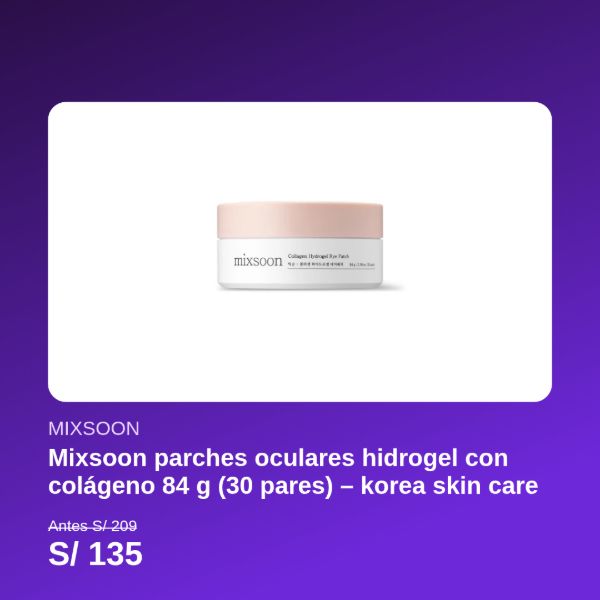 mixsoon
Collagen Hydrogel Eye Patch
MIXSOON
Mixsoon parches oculares hidrogel con
colágeno 84 g (30 pares) – korea skin care
Antes S/ 209
S/ 135